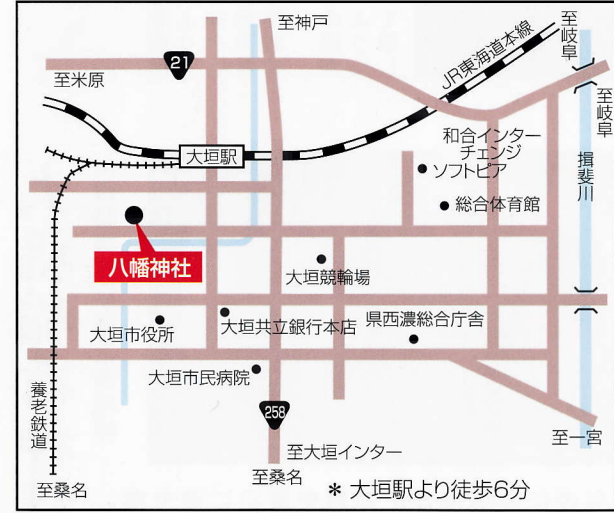 至神戸
至岐阜
21
至米原
JR東海道本線
至岐阜
大垣駅
和合インター
チェンジ
ソフトピア
揖斐川
総合体育館
八幡神社
大垣競輪場
大垣市役所
大垣共立銀行本店
県西濃総合庁舎
大垣市民病院
養老鉄道
258
至一宮
至大垣インター
至桑名
至桑名
* 大垣駅より徒歩6分